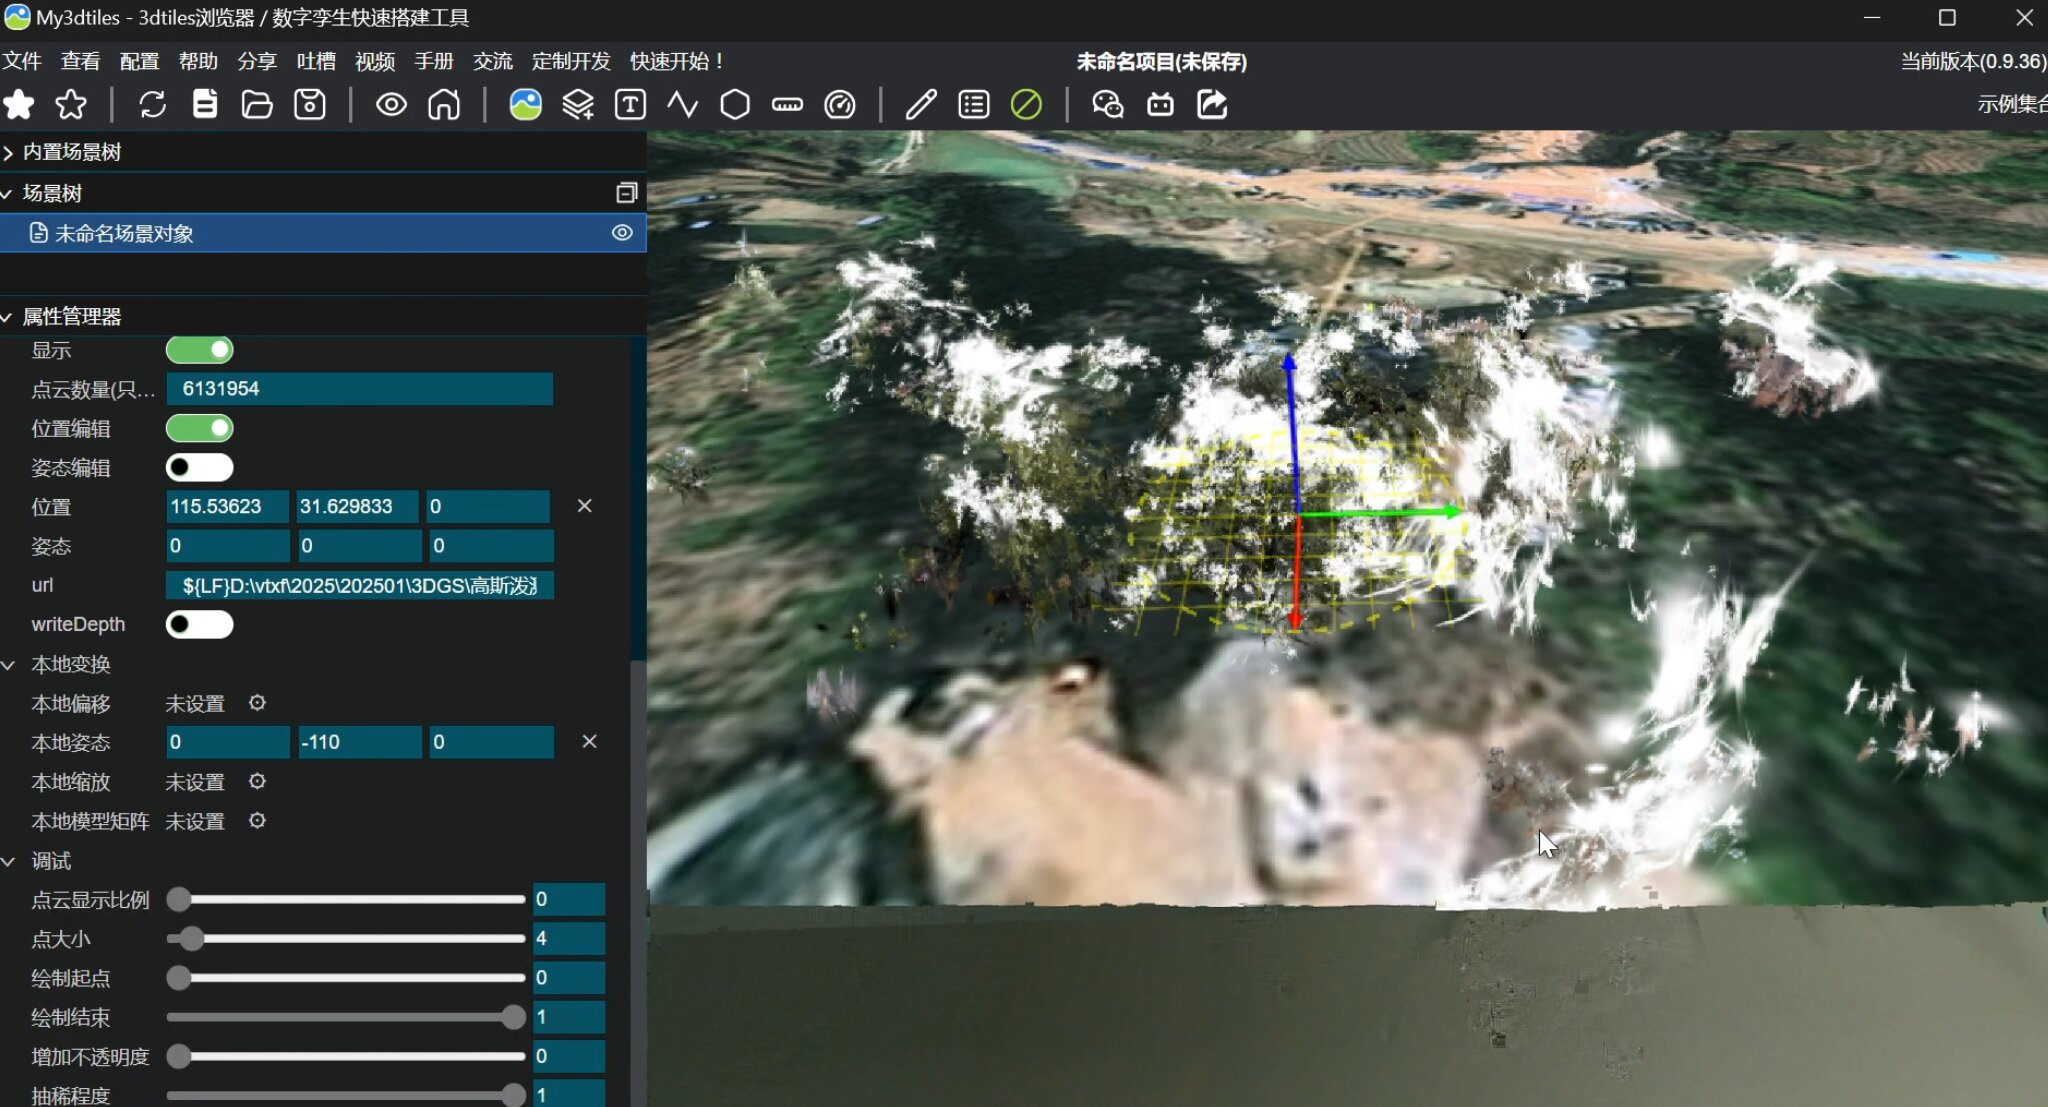 My3dtiles - 3dtiles浏览器 / 数字孪生快速搭建工具
文件 查看 配置 帮助 分享 吐槽 视频 手册 交流 定制开发 快速开始！ 未命名项目(未保存) 当前版本(0.9.36)
示例集合
内置场景树
场景树
未命名场景对象
属性管理器
显示
点云数量(只... 6131954
位置编辑
姿态编辑
位置 115.53623 31.629833 0
姿态 0 0 0
url ${LF}D:\vtxf\2025\202501\3DGS\高斯泼
writeDepth
本地变换
本地偏移 未设置
本地姿态 0 -110 0
本地缩放 未设置
本地模型矩阵 未设置
调试
点云显示比例 0
点大小 4
绘制起点 0
绘制结束 1
增加不透明度 0
抽稀程度 1